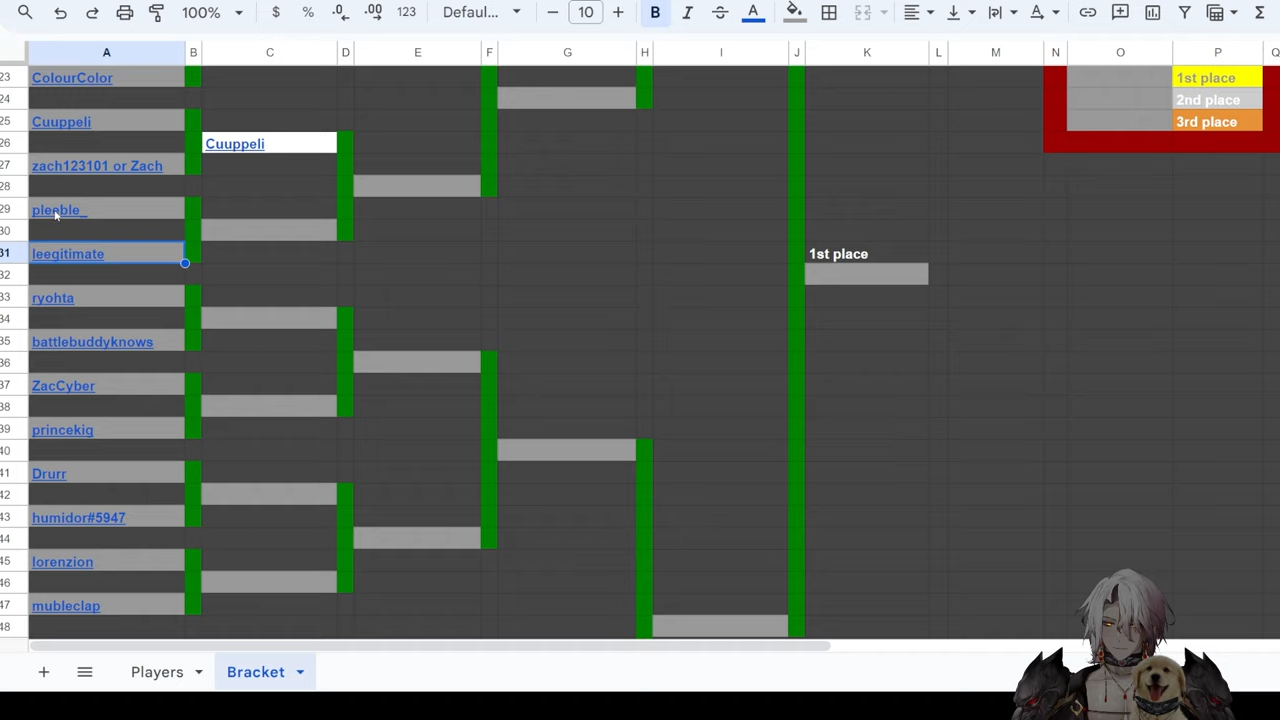 100% $ % .0 .00 123 Defaul... 10 B I A Σ
A B C D E F G H I J K L M N O P Q
23 ColourColor 1st place
24 2nd place
25 Cuuppeli 3rd place
26 Cuuppeli
27 zach123101 or Zach
28
29 pleeble_
30
31 leegitimate 1st place
32
33 ryohta
34
35 battlebuddyknows
36
37 ZacCyber
38
39 princekig
40
41 Drurr
42
43 humidor#5947
44
45 lorenzion
46
47 mubleclap
48
Players Bracket